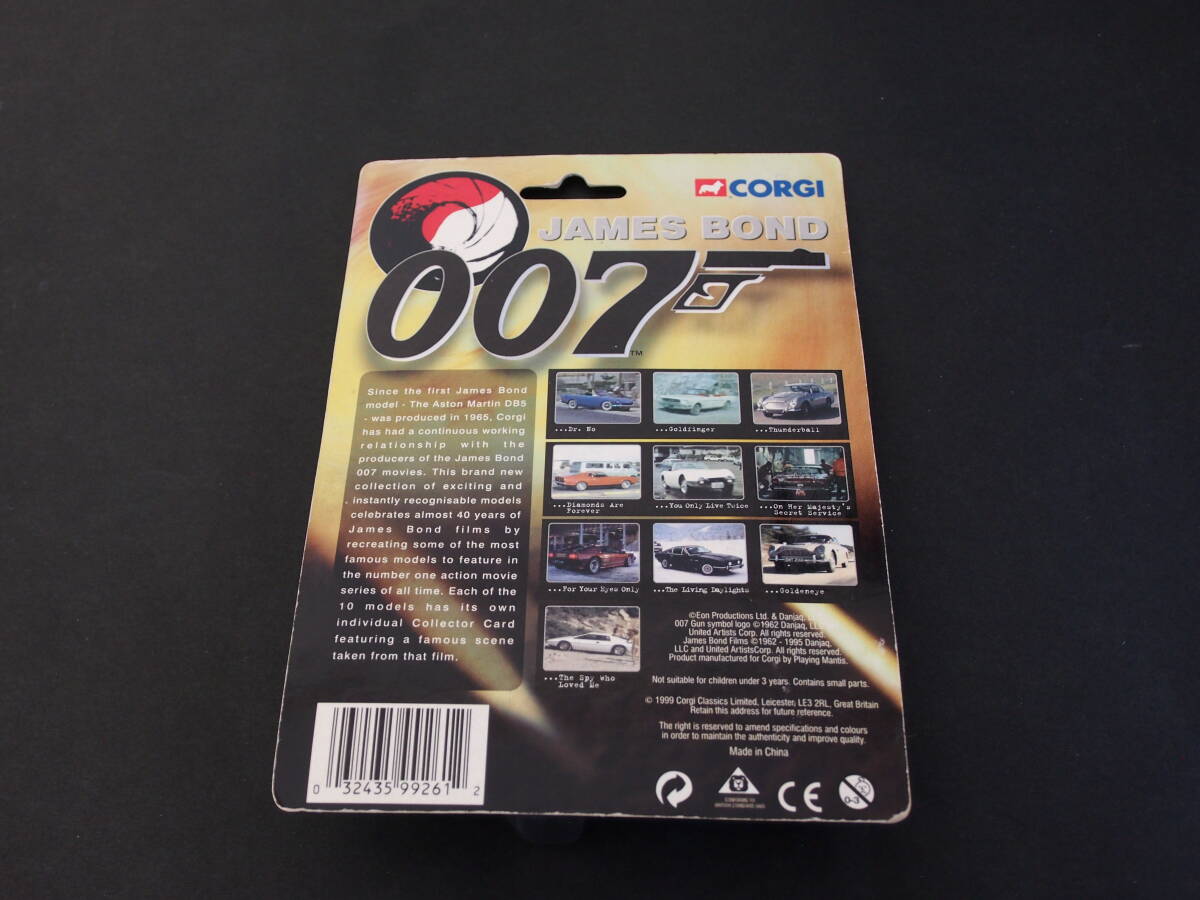 CORGI
JAMES BOND
007
TM
Since the first James Bond
model - The Aston Martin DB5
- was produced in 1965, Corgi
has had a continuous working
relationship with the
producers of the James Bond
007 movies. This brand new
collection of exciting and
instantly recognisable models
celebrates almost 40 years of
James Bond films by
recreating some of the most
famous models to feature in
the number one action movie
series of all time. Each of the
10 models has its own
individual Collector Card
featuring a famous scene
taken from that film.
...Dr. No
...Goldfinger
...Thunderball
...Diamonds Are
Forever
...You Only Live Twice
...On Her Majesty's
Secret Service
...For Your Eyes Only
...The Living Daylights
...Goldeneye
...The Spy who
Loved Me
©Eon Productions Ltd. & Danjaq,
007 Gun symbol logo ©1962 Danjaq,
United Artists Corp. All rights reserved.
James Bond Films ©1962 - 1995 Danjaq,
LLC and United ArtistsCorp. All rights reserved.
Product manufactured for Corgi by Playing Mantis.
Not suitable for children under 3 years. Contains small parts.
© 1999 Corgi Classics Limited, Leicester, LE3 2RL, Great Britain
Retain this address for future reference.
The right is reserved to amend specifications and colours
in order to maintain the authenticity and improve quality.
Made in China
0 32435 99261 2
CE
0-3